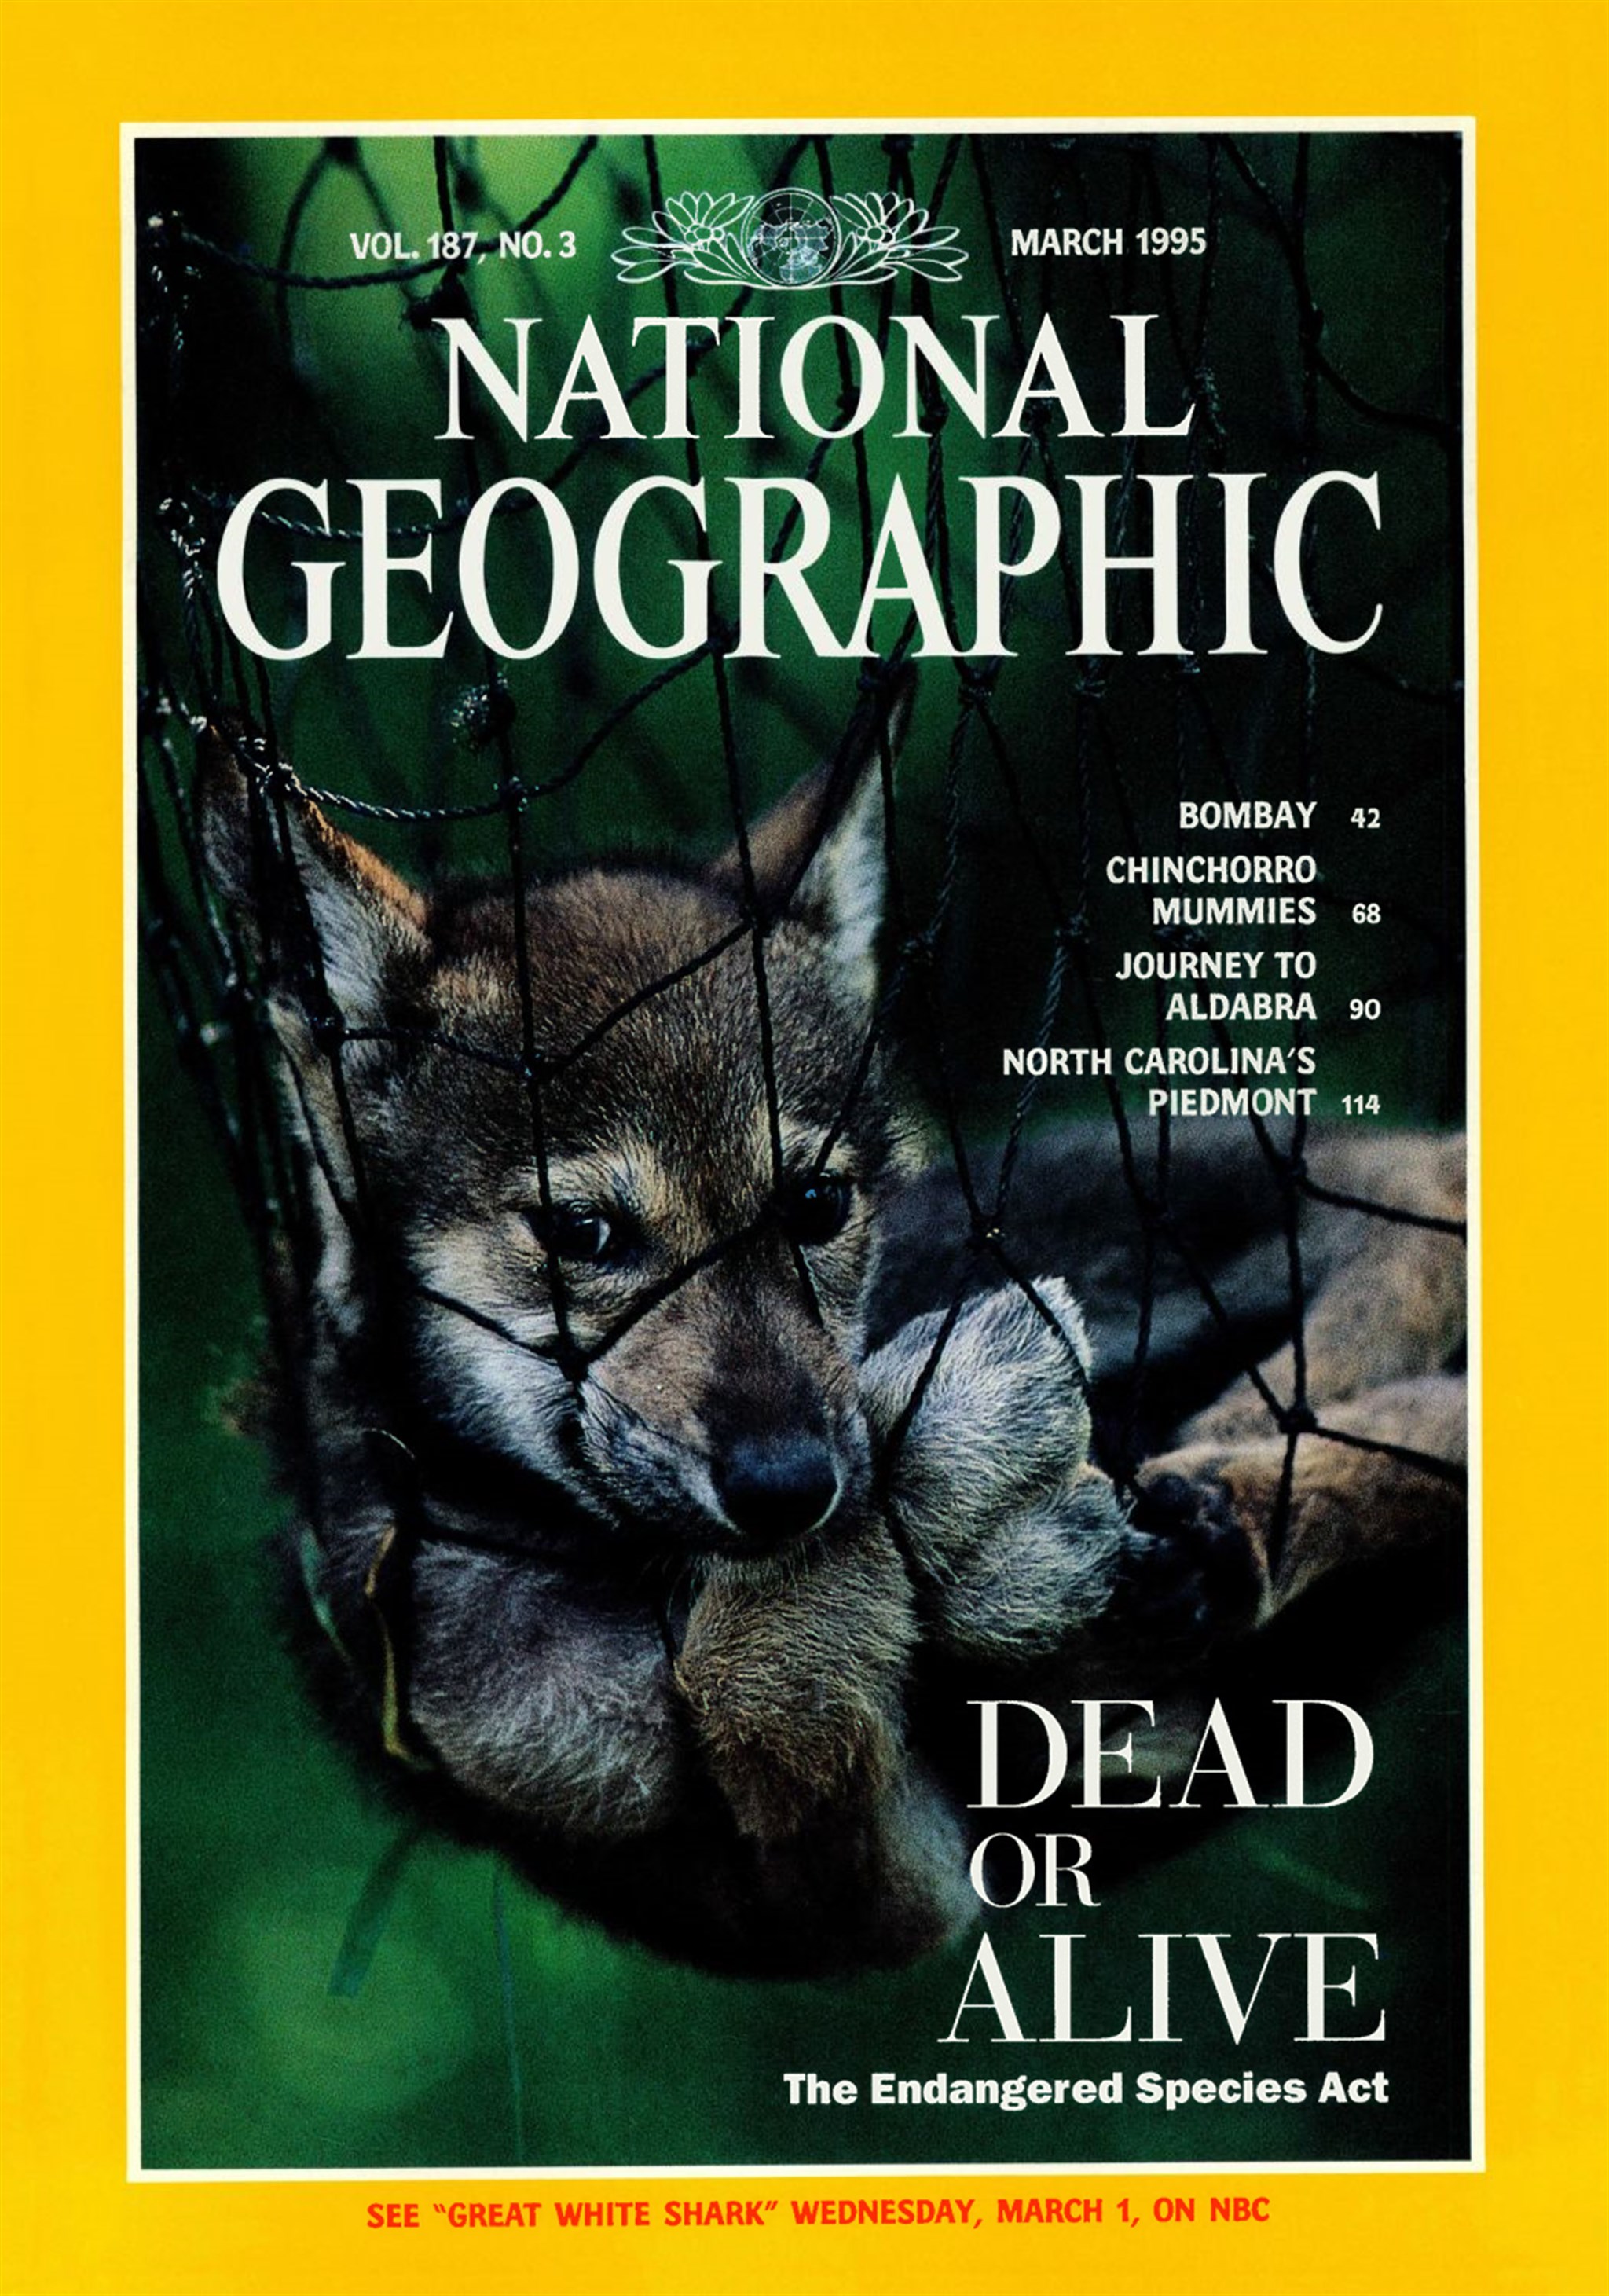 VOL. 187, NO. 3
MARCH 1995
NATIONAL
GEOGRAPHIC
BOMBAY 42
CHINCHORRO
MUMMIES 68
JOURNEY TO
ALDABRA 90
NORTH CAROLINA'S
PIEDMONT 114
DEAD
OR
ALIVE
The Endangered Species Act
SEE "GREAT WHITE SHARK" WEDNESDAY, MARCH 1, ON NBC